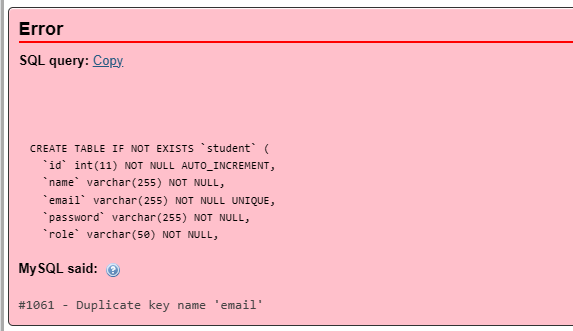 Error
SQL query: Copy
CREATE TABLE IF NOT EXISTS `student` (
`id` int(11) NOT NULL AUTO_INCREMENT,
`name` varchar(255) NOT NULL,
`email` varchar(255) NOT NULL UNIQUE,
`password` varchar(255) NOT NULL,
`role` varchar(50) NOT NULL,
MySQL said:
#1061 - Duplicate key name 'email'